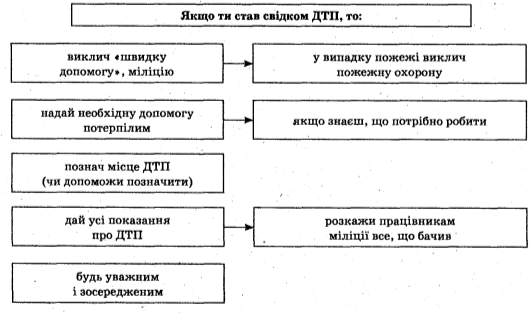 Якщо ти став свідком ДТП, то:
виклич «швидку
допомогу», міліцію
у випадку пожежі виклич
пожежну охорону
надай необхідну допомогу
потерпілим
якщо знаєш, що потрібно робити
познач місце ДТП
(чи допоможи позначити)
дай усі показання
про ДТП
розкажи працівникам
міліції все, що бачив
будь уважним
і зосередженим